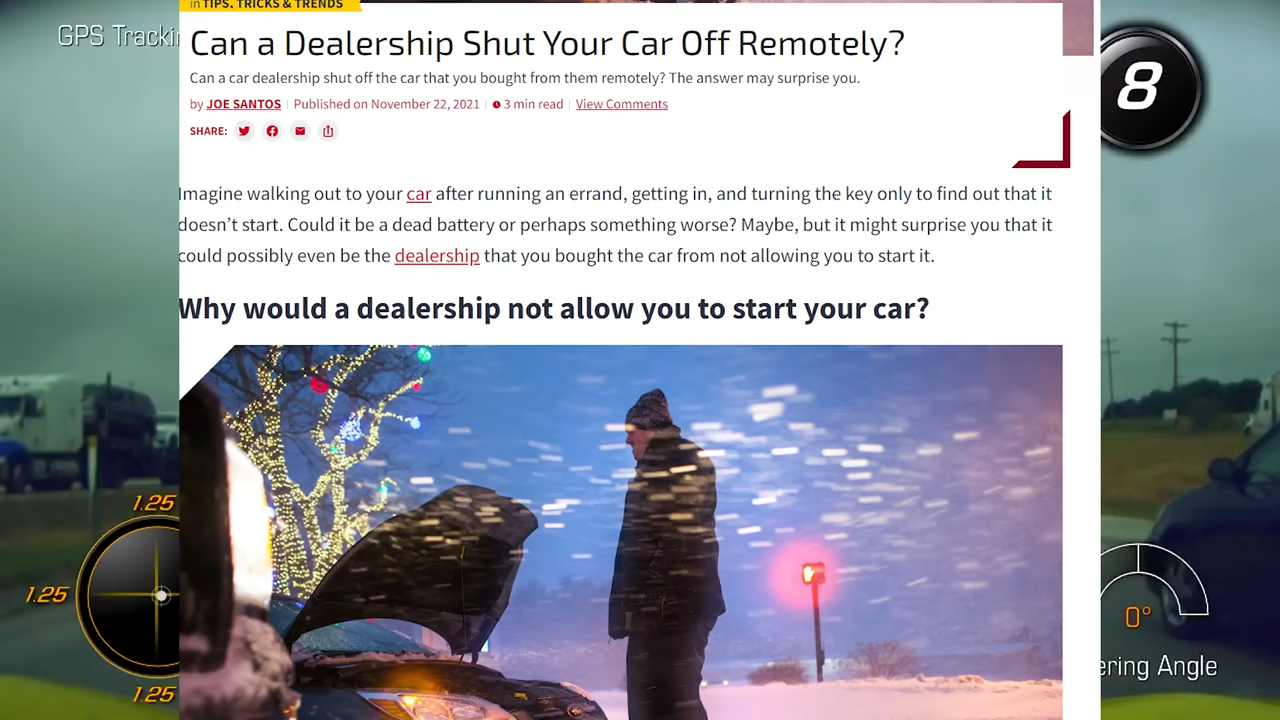 GPS Tracki
in TIPS, TRICKS & TRENDS
Can a Dealership Shut Your Car Off Remotely?
Can a car dealership shut off the car that you bought from them remotely? The answer may surprise you.
by JOE SANTOS | Published on November 22, 2021 | 3 min read | View Comments
SHARE:
8
Imagine walking out to your car after running an errand, getting in, and turning the key only to find out that it
doesn’t start. Could it be a dead battery or perhaps something worse? Maybe, but it might surprise you that it
could possibly even be the dealership that you bought the car from not allowing you to start it.
Why would a dealership not allow you to start your car?
1.25
1.25
1.25
0°
ering Angle